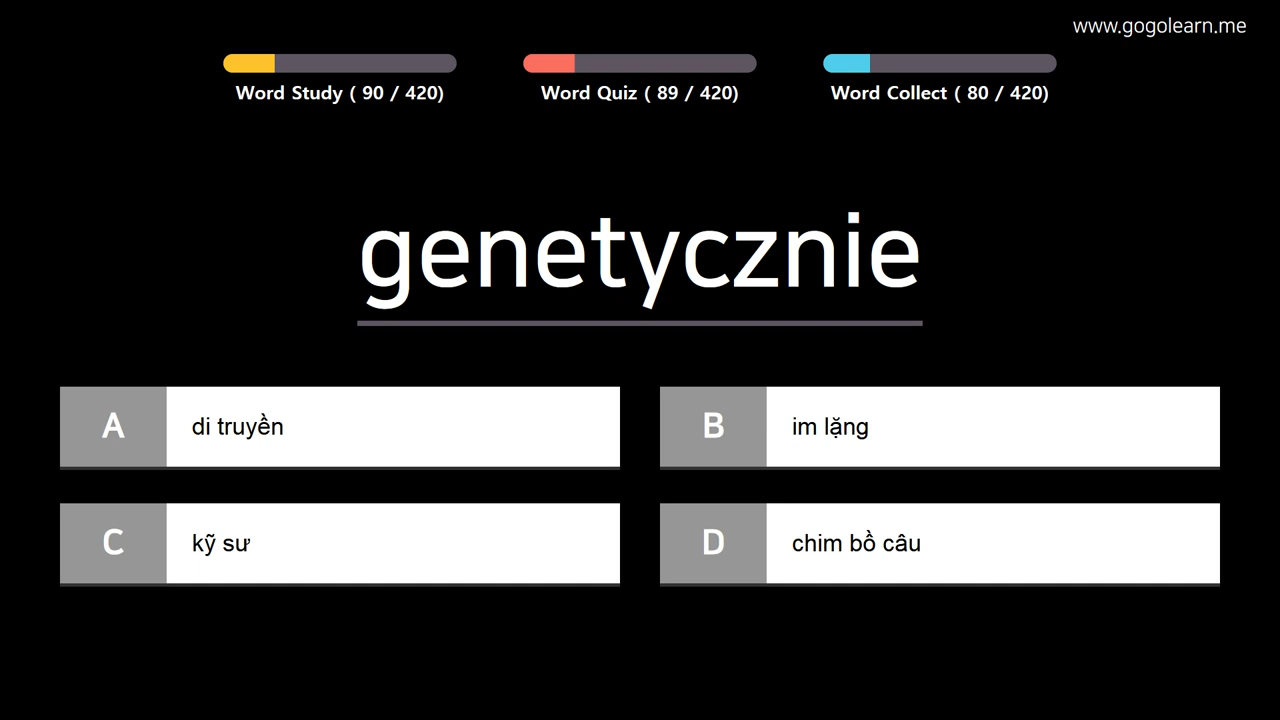 www.gogolearn.me
Word Study ( 90 / 420)
Word Quiz ( 89 / 420)
Word Collect ( 80 / 420)
genetycznie
A
di truyền
B
im lặng
C
kỹ sư
D
chim bồ câu